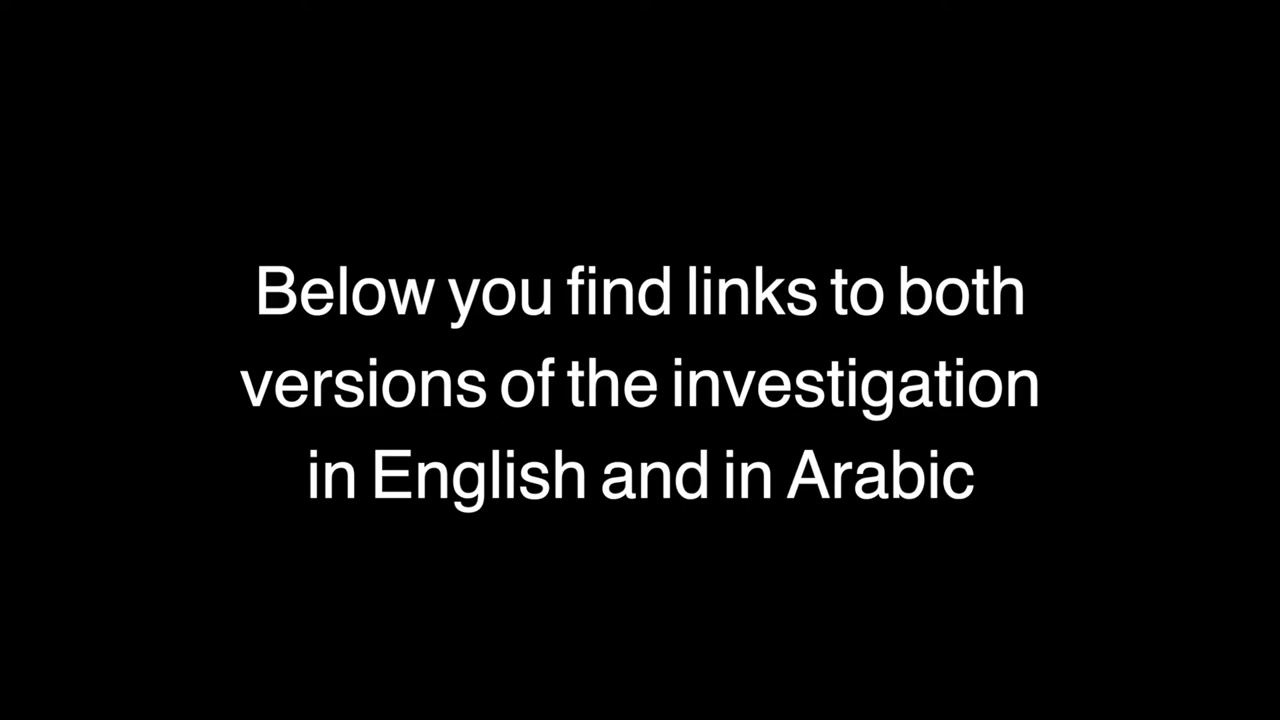 Below you find links to both
versions of the investigation
in English and in Arabic